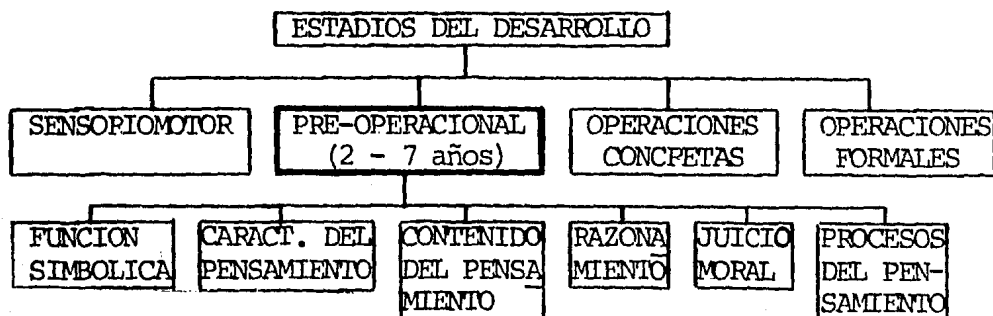 ESTADIOS DEL DESARROLLO
SENSORIOMOTOR
PRE-OPERACIONAL
(2 - 7 años)
OPERACIONES
CONCPETAS
OPERACIONES
FORMALES
FUNCION
SIMBOLICA
CARACT. DEL
PENSAMIENTO
CONTENIDO
DEL PENSA
MIENTO
RAZONA
MIENTO
JUICIO
MORAL
PROCESOS
DEL PEN-
SAMIENTO